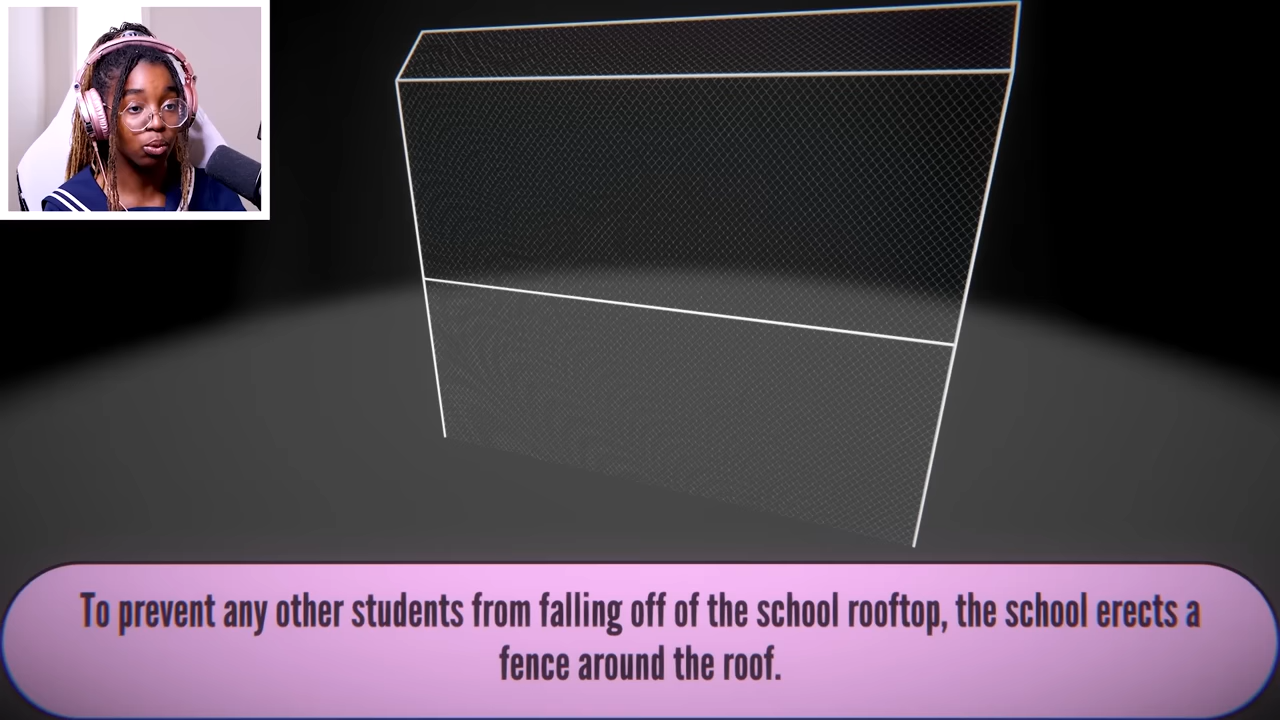 To prevent any other students from falling off of the school rooftop, the school erects a
fence around the roof.